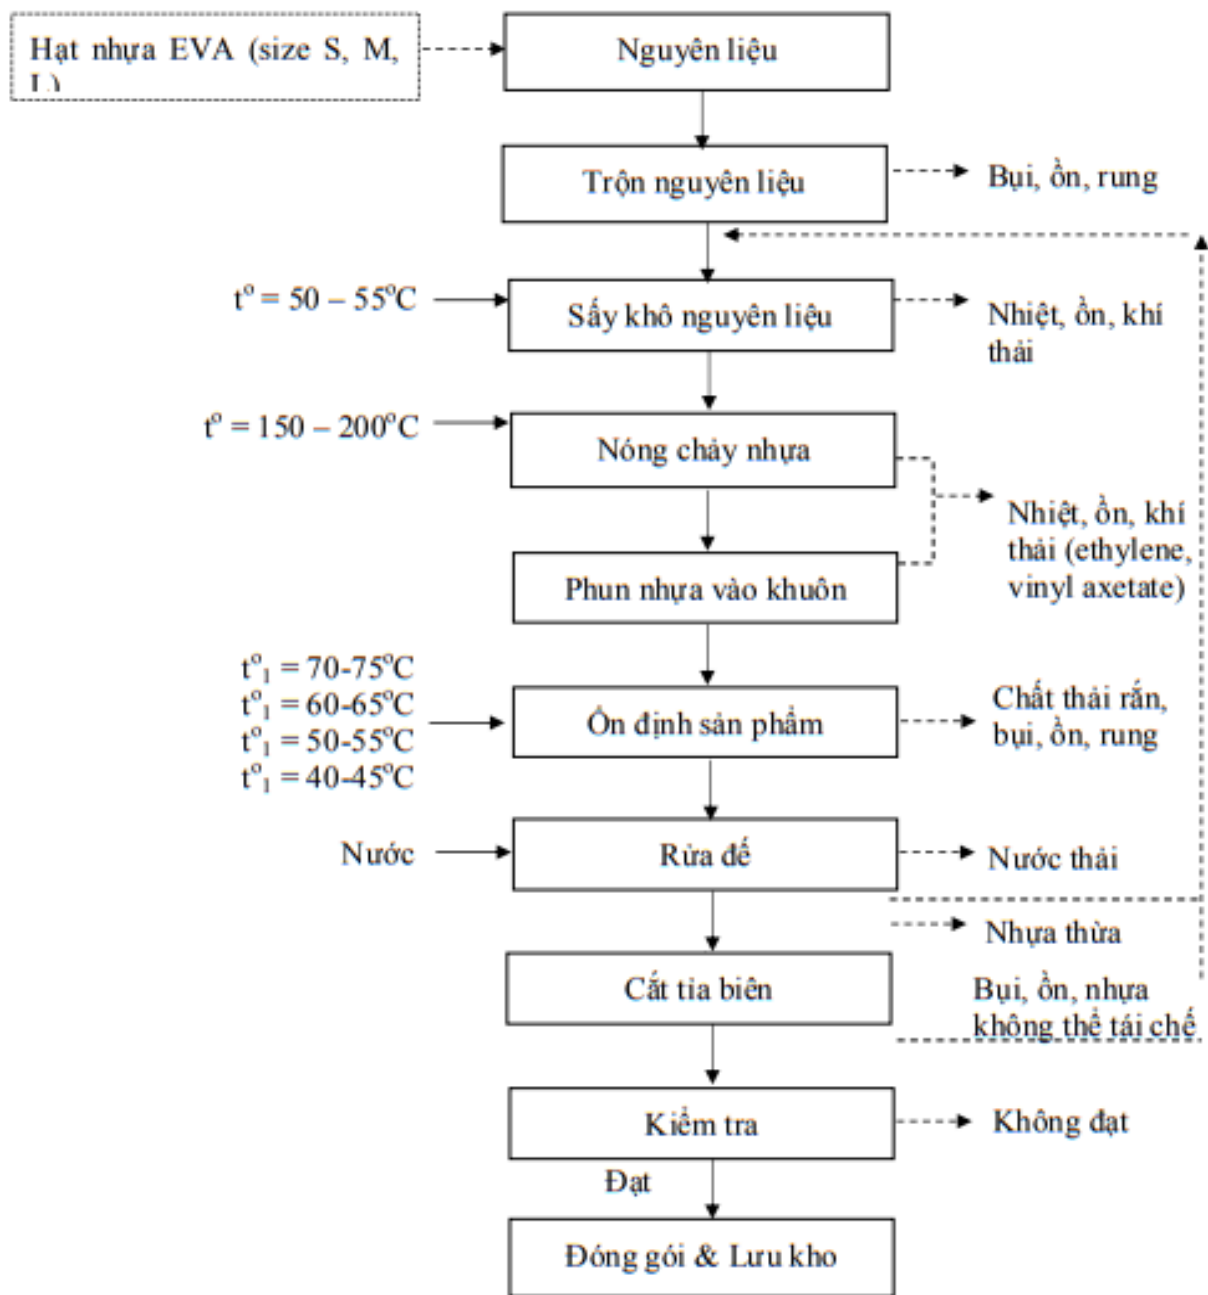 Hạt nhựa EVA (size S, M,
L)
Nguyên liệu
Trộn nguyên liệu
Bụi, ồn, rung
tº = 50 – 55ºC
Sấy khô nguyên liệu
Nhiệt, ồn, khí
thải
tº = 150 – 200ºC
Nóng chảy nhựa
Nhiệt, ồn, khí
thải (ethylene,
vinyl axetate)
Phun nhựa vào khuôn
tº₁ = 70-75ºC
tº₁ = 60-65ºC
tº₁ = 50-55ºC
tº₁ = 40-45ºC
Ổn định sản phẩm
Chất thải rắn,
bụi, ồn, rung
Nước
Rửa đế
Nước thải
Nhựa thừa
Cắt tỉa biên
Bụi, ồn, nhựa
không thể tái chế
Kiểm tra
Không đạt
Đạt
Đóng gói & Lưu kho